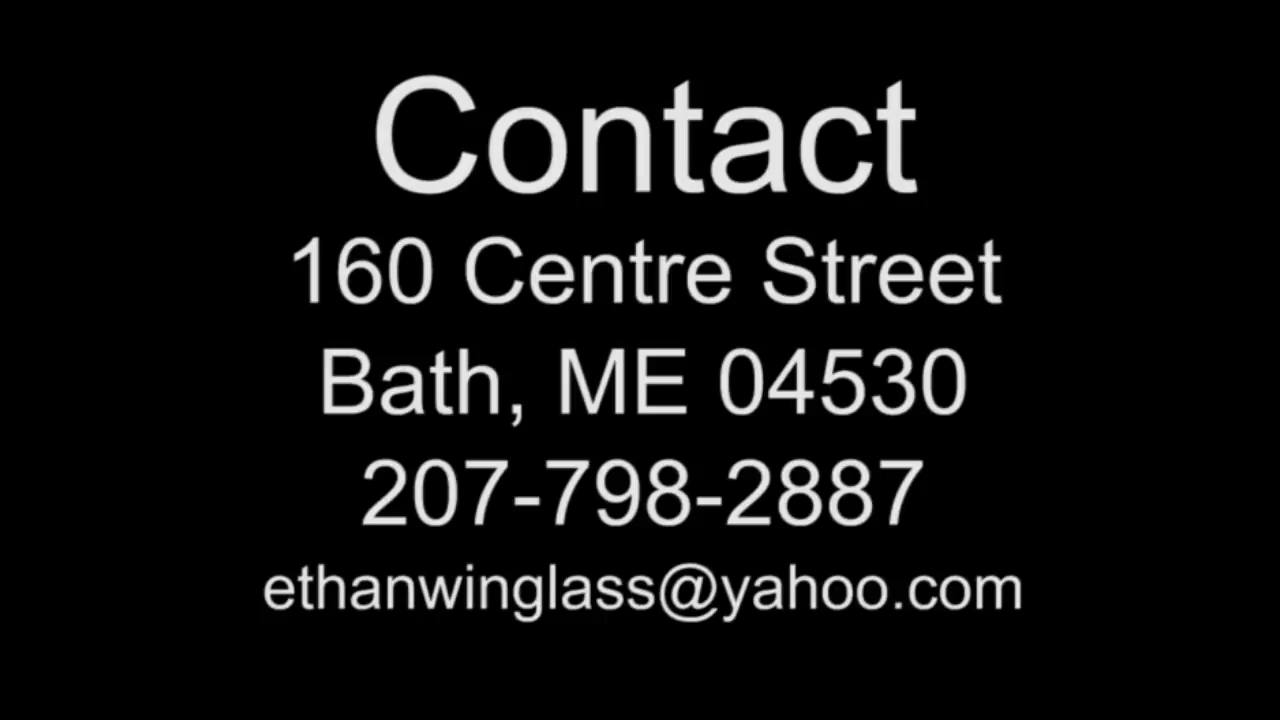 Contact
160 Centre Street
Bath, ME 04530
207-798-2887
ethanwinglass@yahoo.com